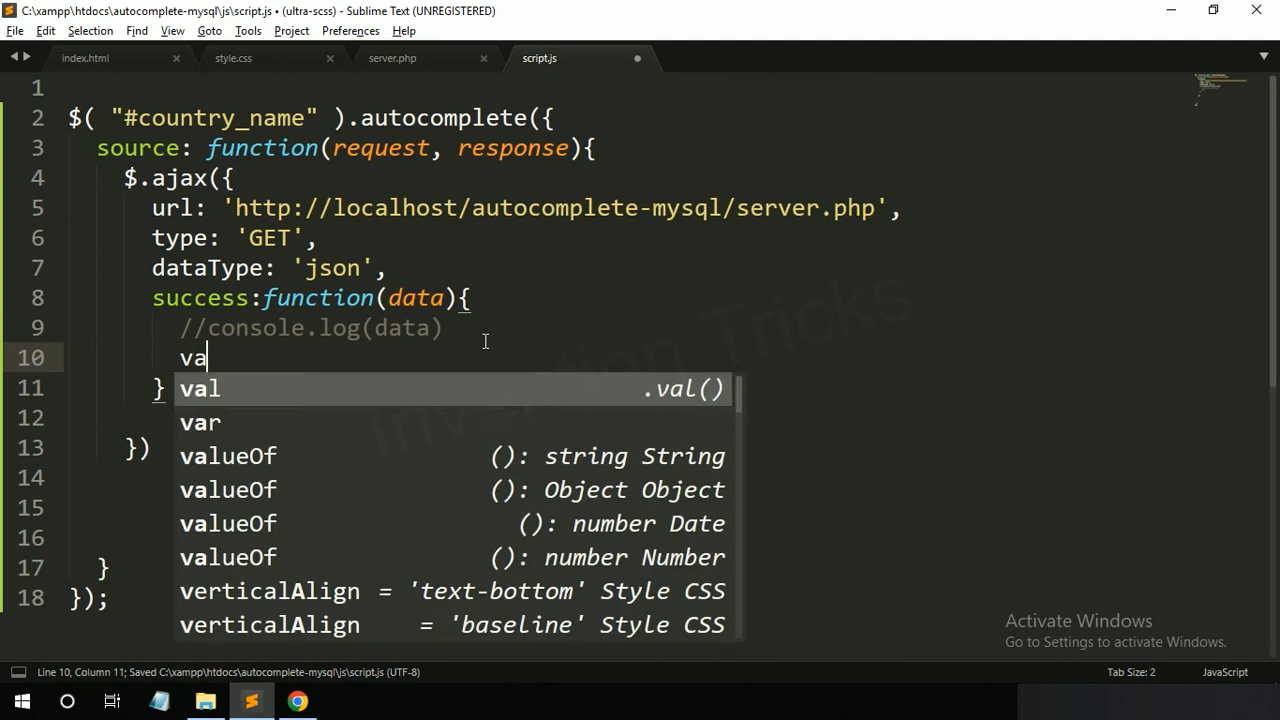 C:\xampp\htdocs\autocomplete-mysql\js\script.js • (ultra-scss) - Sublime Text (UNREGISTERED)
File Edit Selection Find View Goto Tools Project Preferences Help
index.html style.css server.php script.js
1
2 $( "#country_name" ).autocomplete({
3 source: function(request, response){
4 $.ajax({
5 url: 'http://localhost/autocomplete-mysql/server.php',
6 type: 'GET',
7 dataType: 'json',
8 success:function(data){
9 //console.log(data)
10 va
11 }
val .val()
12
var
13 })
valueOf (): string String
14
valueOf (): Object Object
15
valueOf (): number Date
16
valueOf (): number Number
17 }
verticalAlign = 'text-bottom' Style CSS
18 });
verticalAlign = 'baseline' Style CSS
Invention Tricks
Activate Windows
Go to Settings to activate Windows.
Line 10, Column 11; Saved C:\xampp\htdocs\autocomplete-mysql\js\script.js (UTF-8) Tab Size: 2 JavaScript